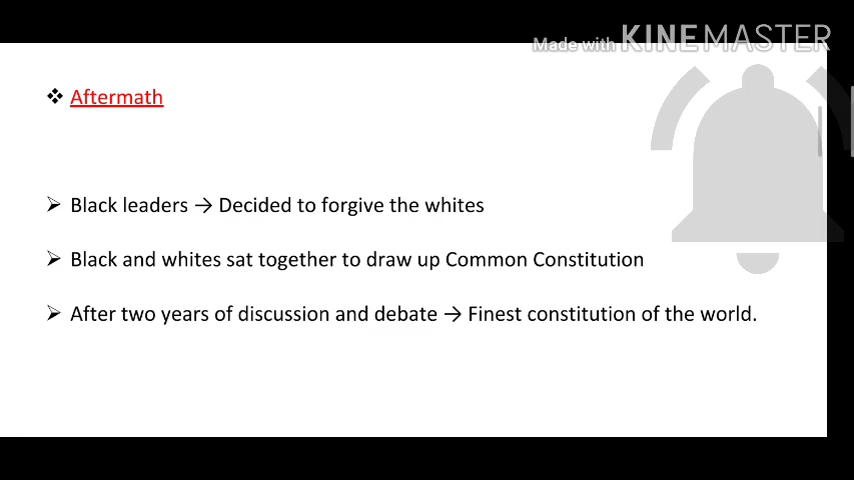 Made with KINEMASTER
❖ Aftermath
➢ Black leaders → Decided to forgive the whites
➢ Black and whites sat together to draw up Common Constitution
➢ After two years of discussion and debate → Finest constitution of the world.